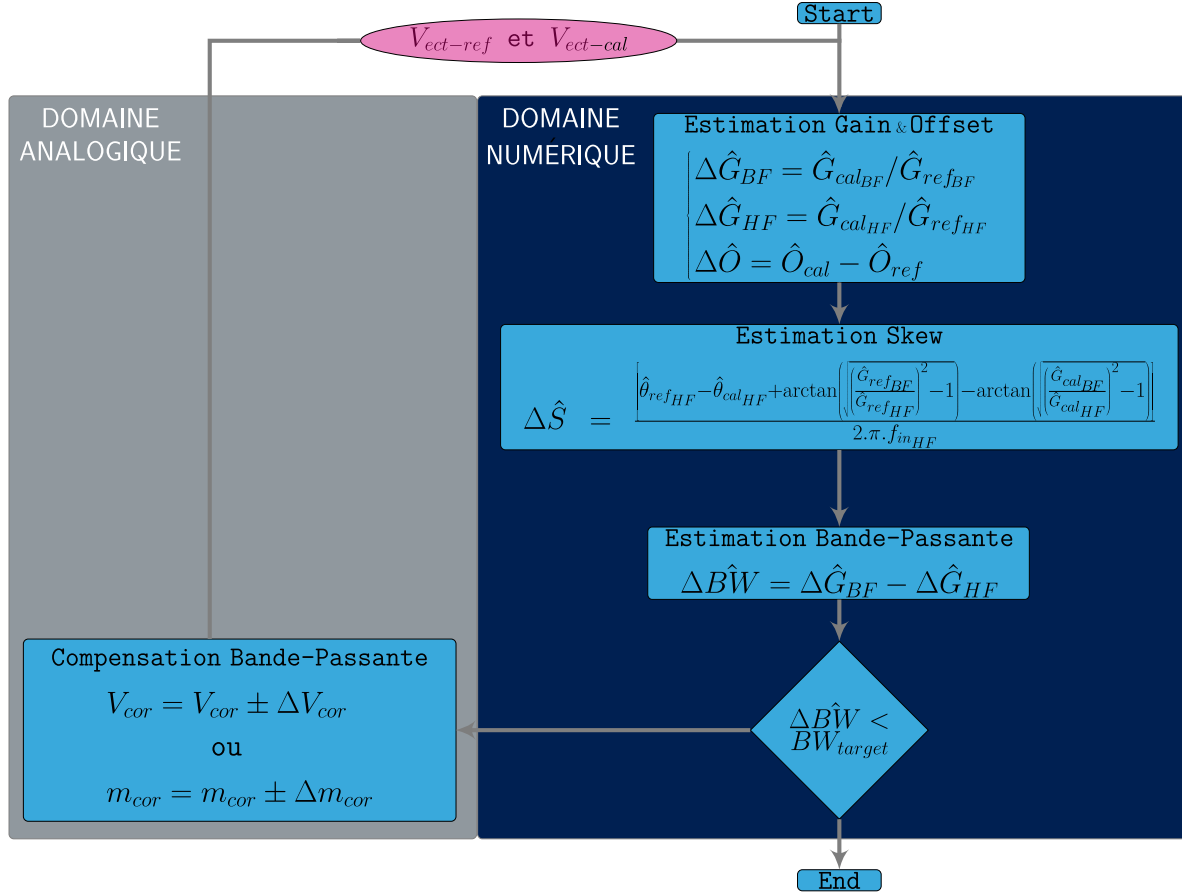 Start
V_{ect-ref} et V_{ect-cal}
DOMAINE
ANALOGIQUE
DOMAINE
NUMÉRIQUE
Estimation Gain & Offset
ΔĜ_{BF} = Ĝ_{cal_{BF}}/Ĝ_{ref_{BF}}
ΔĜ_{HF} = Ĝ_{cal_{HF}}/Ĝ_{ref_{HF}}
ΔÔ = Ô_{cal} − Ô_{ref}
Estimation Skew
ΔŜ = [θ̂_{ref_{HF}} − θ̂_{cal_{HF}} + arctan(√((Ĝ_{ref_{BF}}/Ĝ_{ref_{HF}})² − 1)) − arctan(√((Ĝ_{cal_{BF}}/Ĝ_{cal_{HF}})² − 1))] / 2.π.f_{in_{HF}}
Estimation Bande-Passante
ΔBŴ = ΔĜ_{BF} − ΔĜ_{HF}
ΔBŴ <
BW_{target}
Compensation Bande-Passante
V_{cor} = V_{cor} ± ΔV_{cor}
ou
m_{cor} = m_{cor} ± Δm_{cor}
End